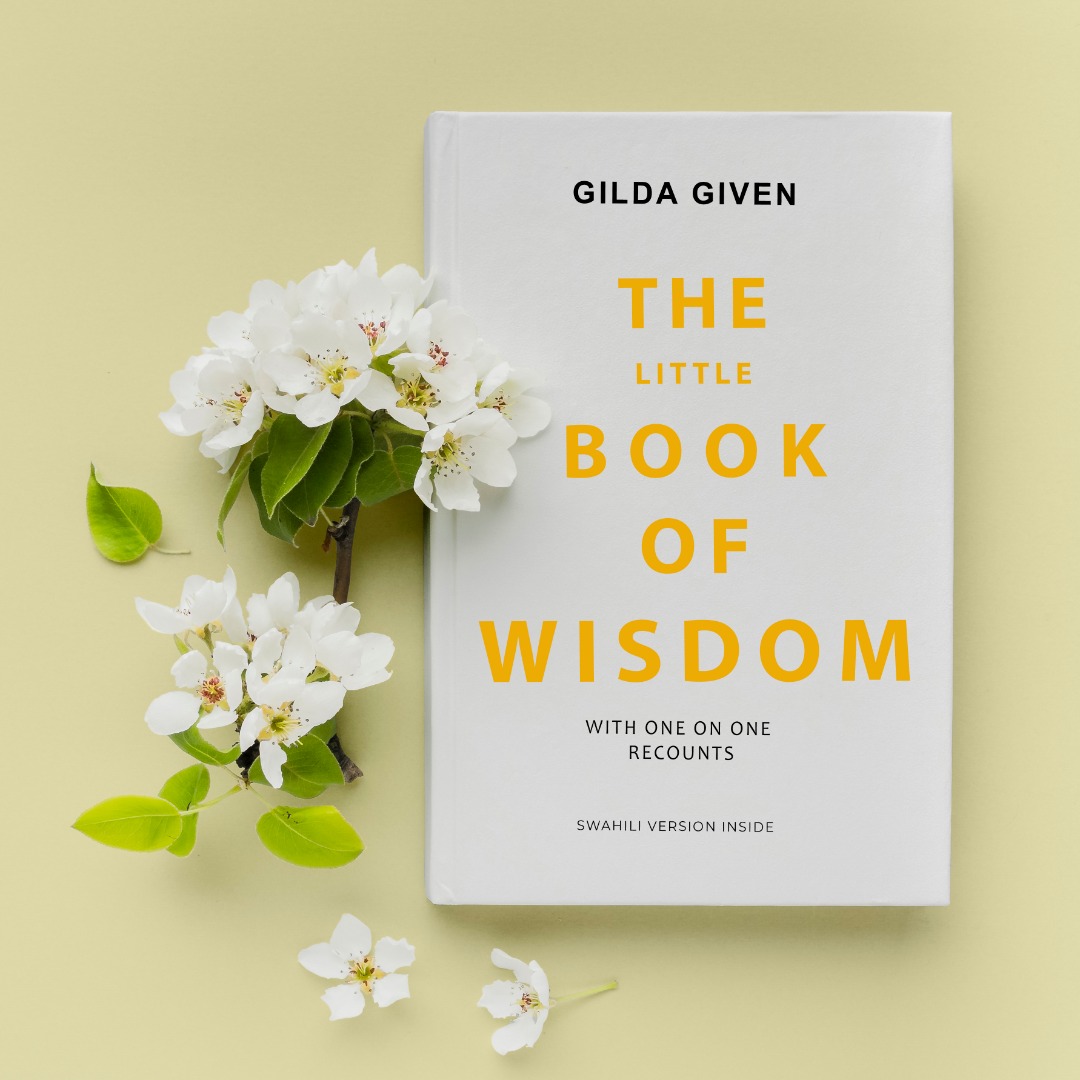 GILDA GIVEN
THE
LITTLE
BOOK
OF
WISDOM
WITH ONE ON ONE
RECOUNTS
SWAHILI VERSION INSIDE